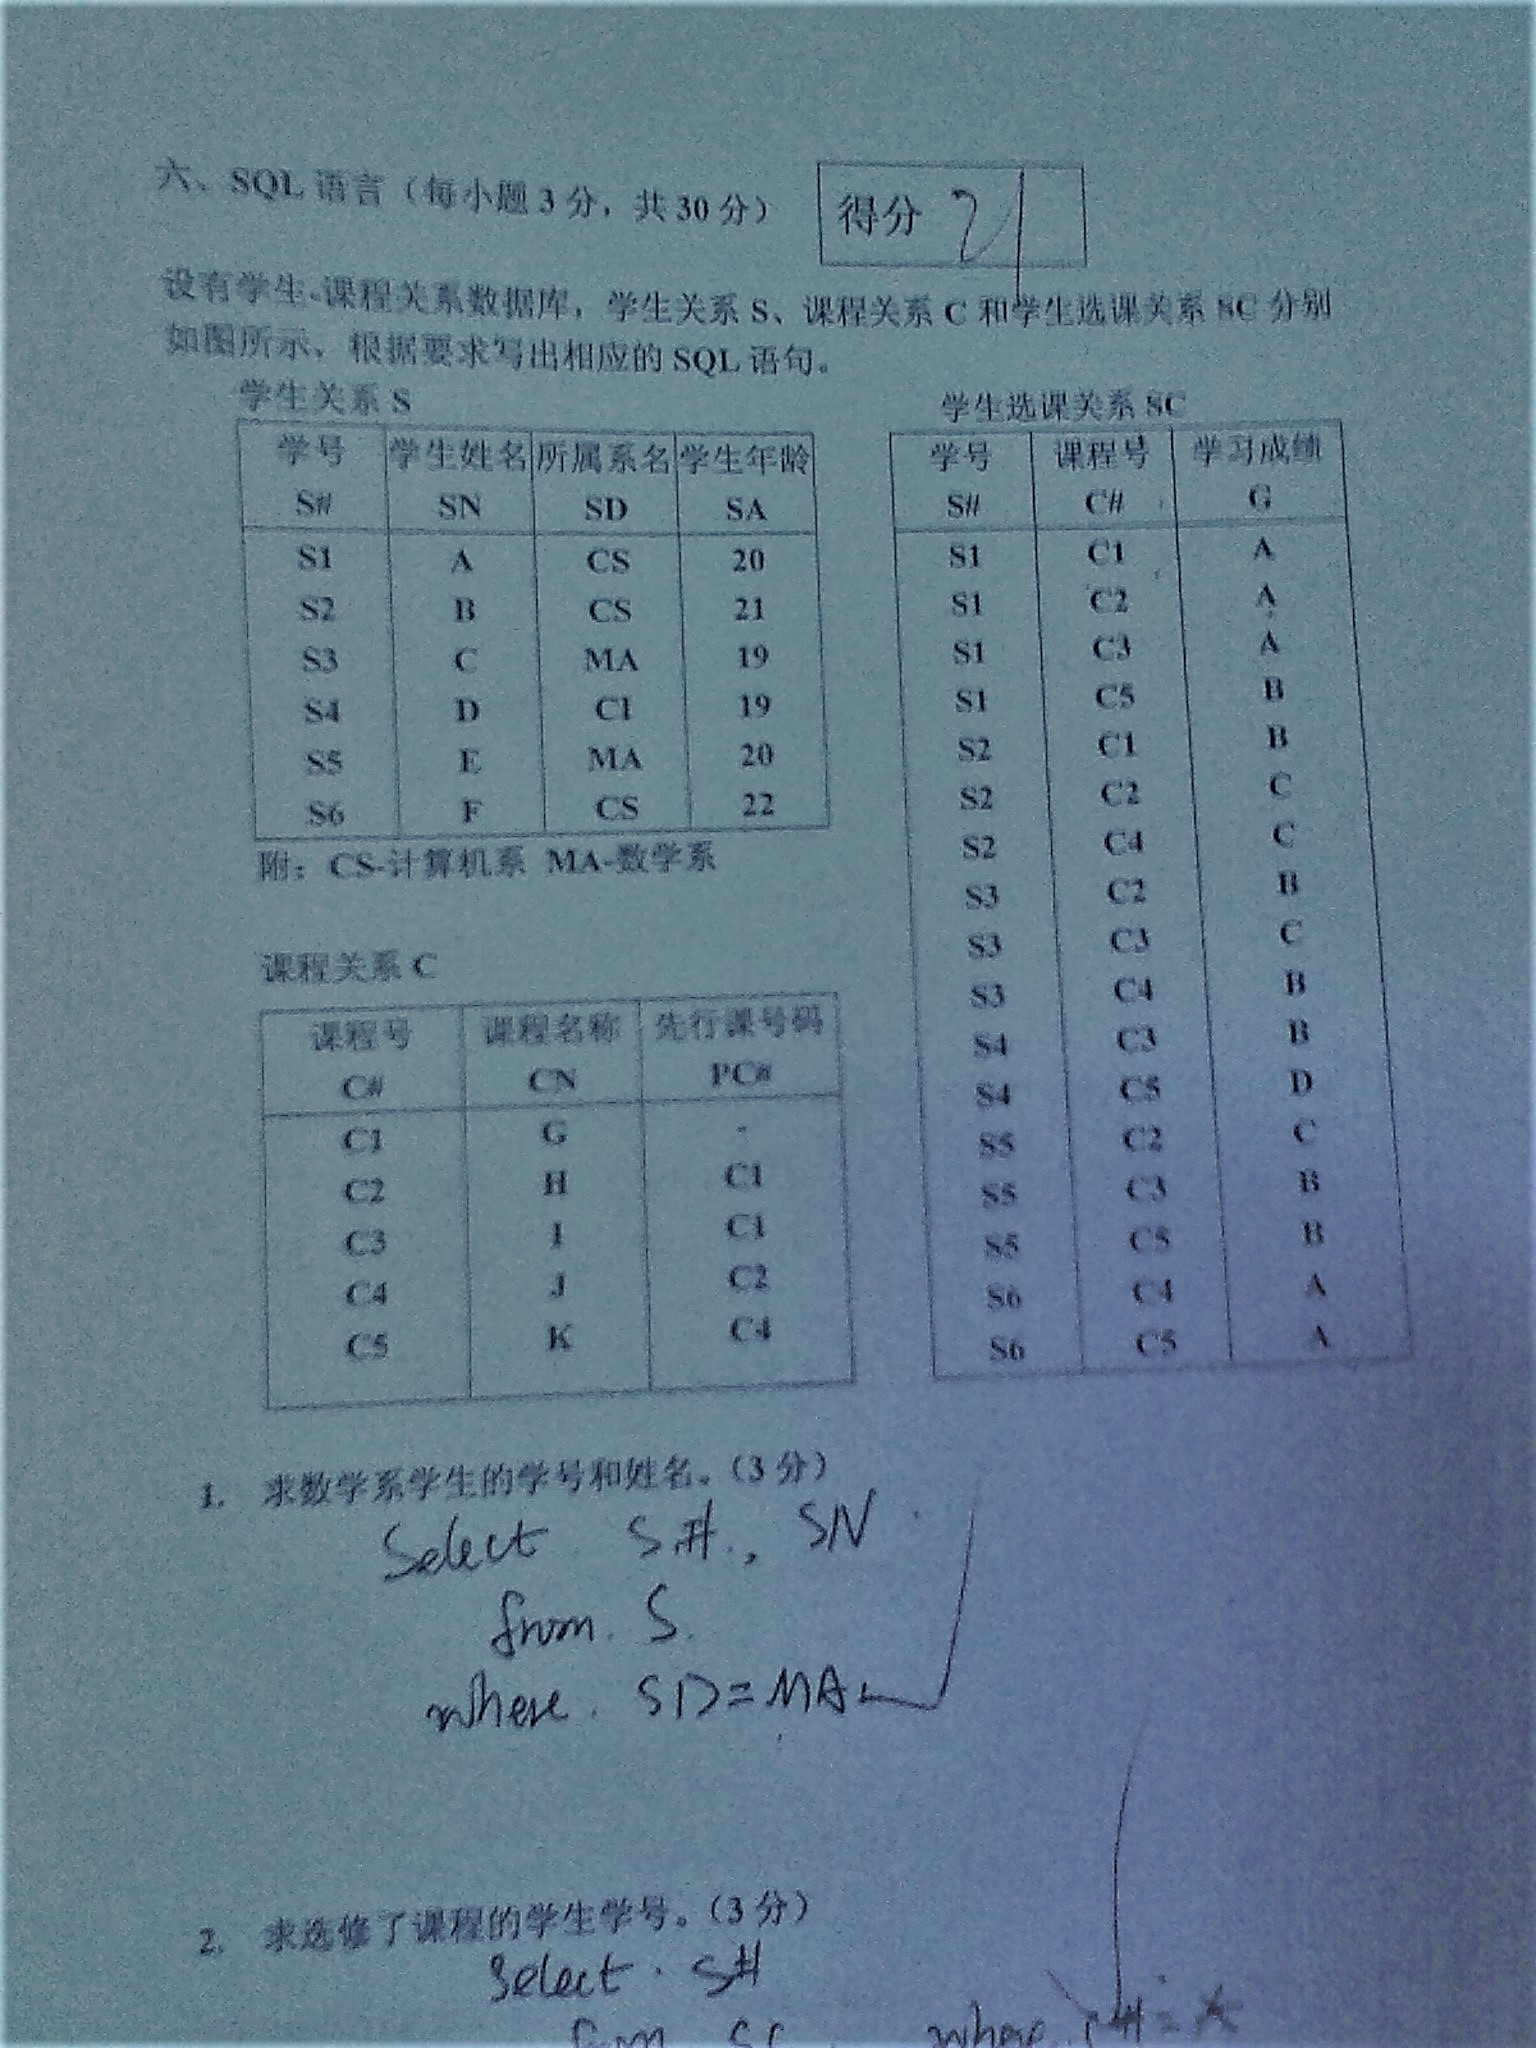 六、SQL 语言（每小题 3 分，共 30 分）
得分 21
设有学生-课程关系数据库，学生关系 S、课程关系 C 和学生选课关系 SC 分别
如图所示，根据要求写出相应的 SQL 语句。
学生关系 S
学号 学生姓名 所属系名 学生年龄
S# SN SD SA
S1 A CS 20
S2 B CS 21
S3 C MA 19
S4 D CI 19
S5 E MA 20
S6 F CS 22
附：CS-计算机系 MA-数学系
课程关系 C
课程号 课程名称 先行课号码
C# CN PC#
C1 G -
C2 H C1
C3 I C1
C4 J C2
C5 K C4
学生选课关系 SC
学号 课程号 学习成绩
S# C# G
S1 C1 A
S1 C2 A
S1 C3 A
S1 C5 B
S2 C1 B
S2 C2 C
S2 C4 C
S3 C2 B
S3 C3 C
S3 C4 B
S4 C3 B
S4 C5 D
S5 C2 C
S5 C3 B
S5 C5 B
S6 C4 A
S6 C5 A
1. 求数学系学生的学号和姓名。（3 分）
Select S#, SN
from S
where SD=MA
2. 求选修了课程的学生学号。（3 分）
Select S#
from SC where C#=